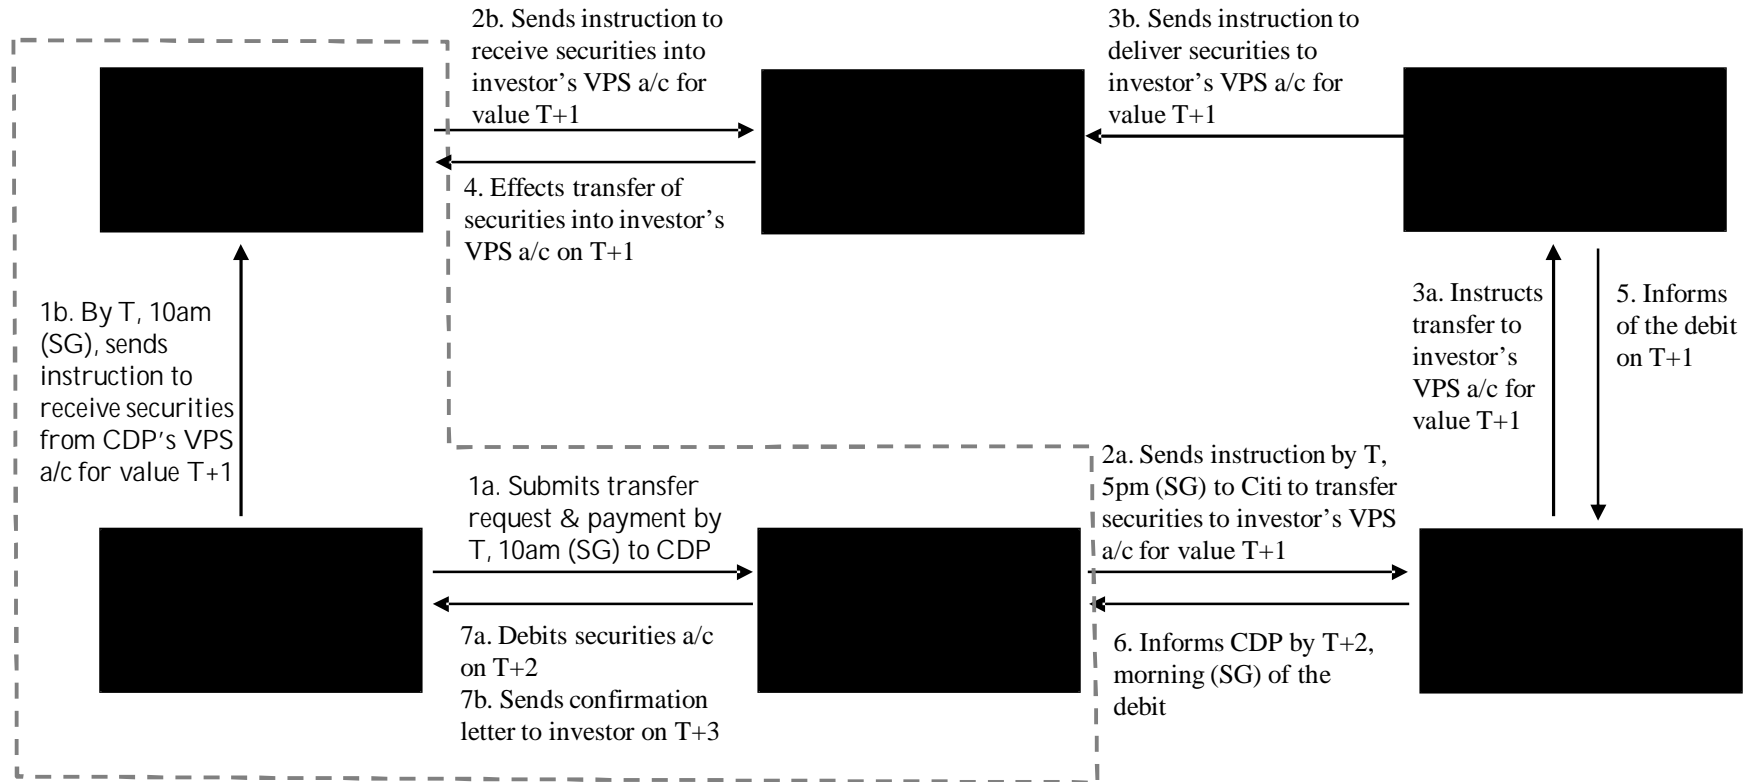 2b. Sends instruction to
receive securities into
investor's VPS a/c for
value T+1
3b. Sends instruction to
deliver securities to
investor's VPS a/c for
value T+1
4. Effects transfer of
securities into investor's
VPS a/c on T+1
1b. By T, 10am
(SG), sends
instruction to
receive securities
from CDP's VPS
a/c for value T+1
3a. Instructs
transfer to
investor's
VPS a/c for
value T+1
5. Informs
of the debit
on T+1
1a. Submits transfer
request & payment by
T, 10am (SG) to CDP
2a. Sends instruction by T,
5pm (SG) to Citi to transfer
securities to investor's VPS
a/c for value T+1
7a. Debits securities a/c
on T+2
7b. Sends confirmation
letter to investor on T+3
6. Informs CDP by T+2,
morning (SG) of the
debit